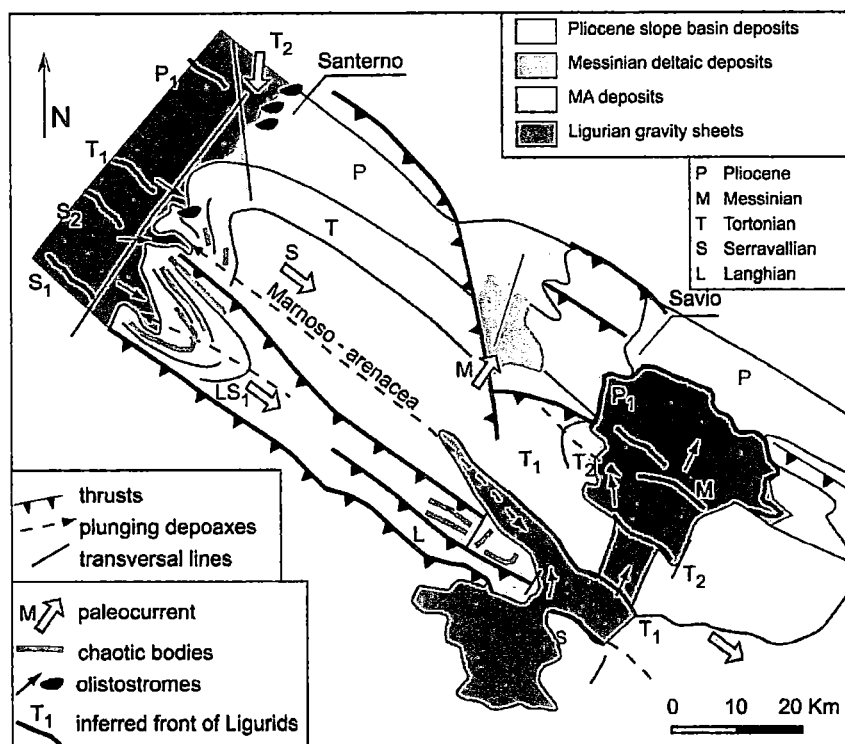 Pliocene slope basin deposits
Messinian deltaic deposits
MA deposits
Ligurian gravity sheets
P Pliocene
M Messinian
T Tortonian
S Serravallian
L Langhian
N
T2
Santerno
P1
T1
S2
S1
P
T
S
Marnoso - arenacea
LS1
M
Savio
P
P1
T1
T2
M
L
T2
T1
S
thrusts
plunging depoaxes
transversal lines
M paleocurrent
chaotic bodies
olistostromes
T1 inferred front of Ligurids
0 10 20 Km